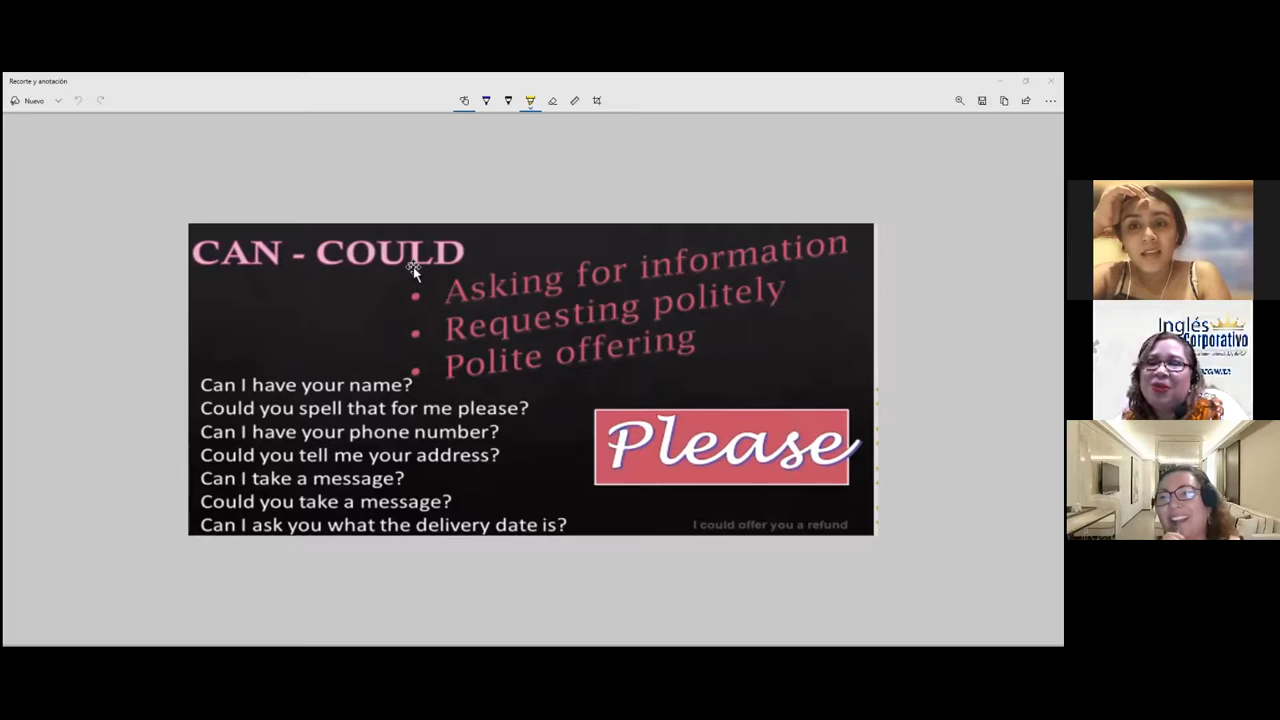 Recorte y anotación
Nuevo
CAN - COULD
• Asking for information
• Requesting politely
• Polite offering
Can I have your name?
Could you spell that for me please?
Can I have your phone number?
Could you tell me your address?
Can I take a message?
Could you take a message?
Can I ask you what the delivery date is?
Please
I could offer you a refund
Inglés
Corporativo